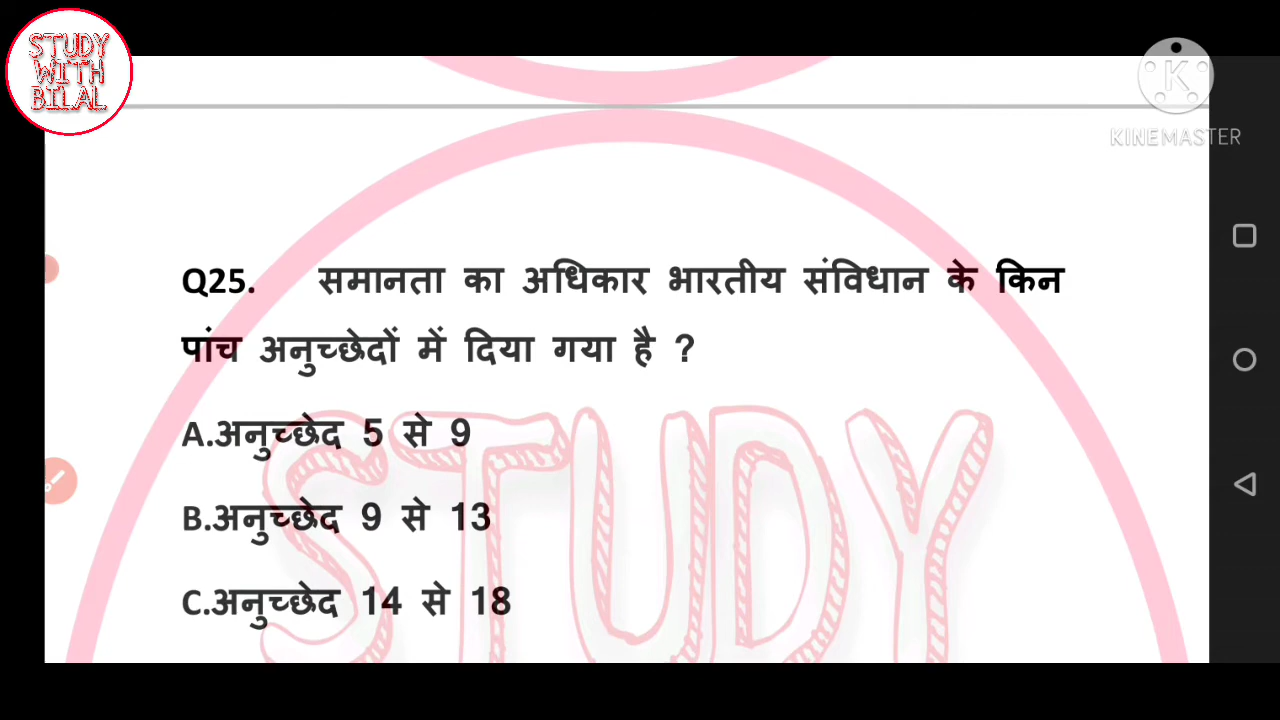 STUDY
WITH
BILAL
K
KINEMASTER
Q25. समानता का अधिकार भारतीय संविधान के किन
पांच अनुच्छेदों में दिया गया है ?
A.अनुच्छेद 5 से 9
B.अनुच्छेद 9 से 13
C.अनुच्छेद 14 से 18
STUDY